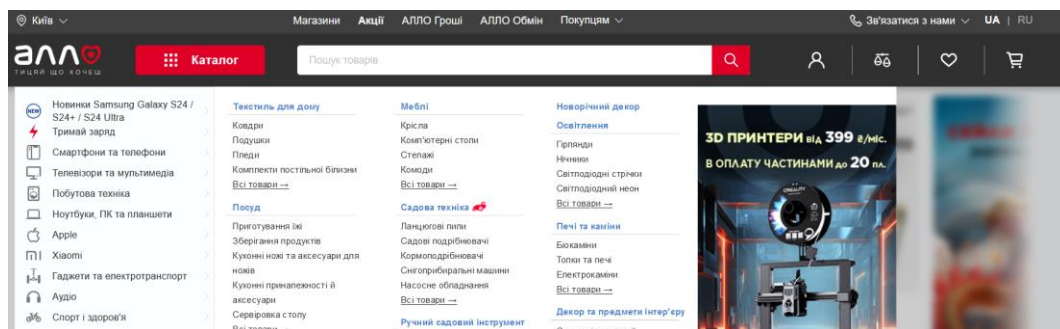 Київ
Магазини Акції АЛЛО Гроші АЛЛО Обмін Покупцям
Зв'язатися з нами UA | RU
алло
ТИЦЯЙ ЩО ХОЧЕШ
Каталог
Пошук товарів
NEW
Новинки Samsung Galaxy S24 /
S24+ / S24 Ultra
Тримай заряд
Смартфони та телефони
Телевізори та мультимедіа
Побутова техніка
Ноутбуки, ПК та планшети
Apple
Xiaomi
Гаджети та електротранспорт
Аудіо
Спорт і здоров'я
Текстиль для дому
Ковдри
Подушки
Пледи
Комплекти постільної білизни
Всі товари →
Посуд
Приготування їжі
Зберігання продуктів
Кухонні ножі та аксесуари для
ножів
Кухонні приналежності й
аксесуари
Сервіровка столу
Всі товари →
Меблі
Крісла
Комп'ютерні столи
Стелажі
Комоди
Всі товари →
Садова техніка
Ланцюгові пили
Садові подрібнювачі
Кормоподрібнювачі
Снігоприбиральні машини
Насосне обладнання
Всі товари →
Ручний садовий інструмент
Новорічний декор
Освітлення
Гірлянди
Нічники
Світлодіодні стрічки
Світлодіодний неон
Всі товари →
Печі та каміни
Біокаміни
Топки та печі
Електрокаміни
Всі товари →
Декор та предмети інтер'єру
3D ПРИНТЕРИ від 399 ₴/міс.
В ОПЛАТУ ЧАСТИНАМИ до 20 пл.
CREALITY